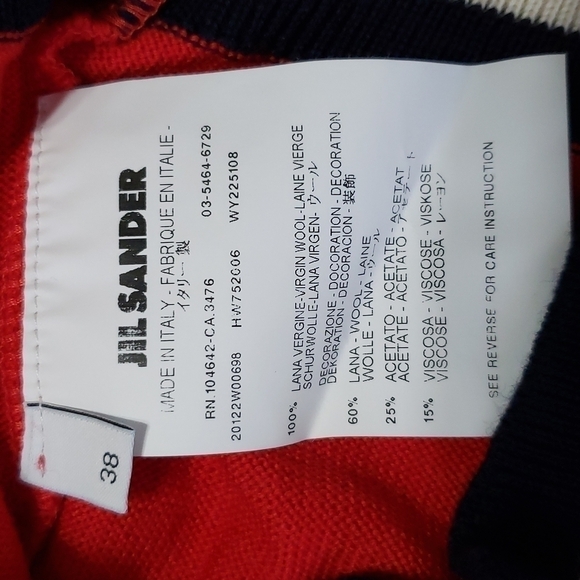 JIL SANDER
MADE IN ITALY - FABRIQUE EN ITALIE -
イタリー 製
RN.104642-CA.3476 03-5464-6729
20122W00698 HW752006 WY225108
100% LANA VERGINE-VIRGIN WOOL-LAINE VIERGE
SCHURWOLLE-LANA VIRGEN-ウール
DECORAZIONE - DOCORATION - DECORATION
DEKORATION - DECORACION - 装飾
60% LANA - WOOL - LAINE
WOLLE - LANA - ウール
25% ACETATO - ACETATE - ACETAT
ACETATE - ACETATO - アセテート
15% VISCOSA - VISCOSE - VISKOSE
VISCOSE - VISCOSA - レーヨン
SEE REVERSE FOR CARE INSTRUCTION
38